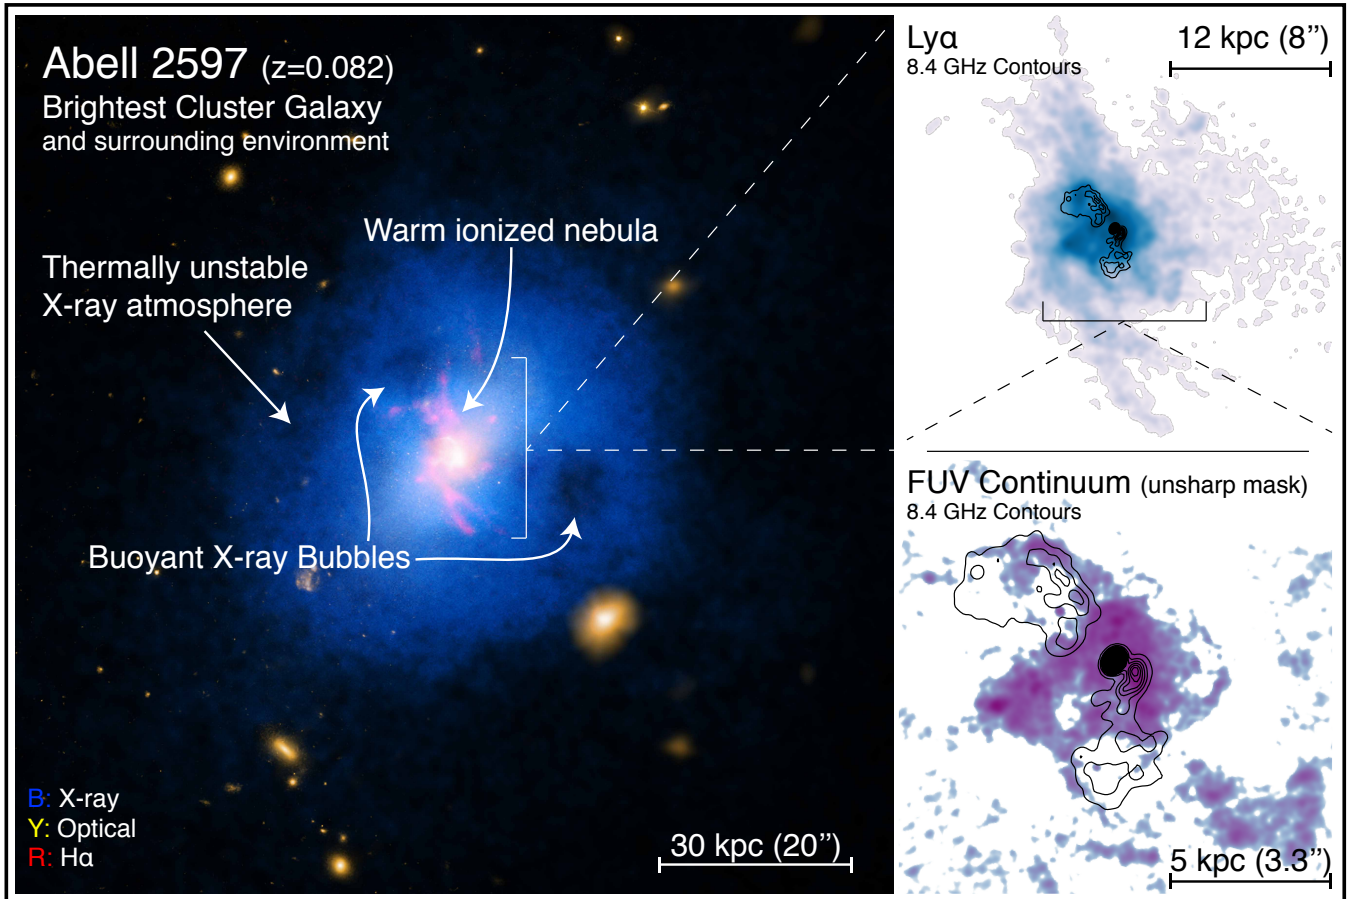 Abell 2597 (z=0.082)
Brightest Cluster Galaxy
and surrounding environment
Warm ionized nebula
Thermally unstable
X-ray atmosphere
Buoyant X-ray Bubbles
B: X-ray
Y: Optical
R: Hα
30 kpc (20”)
Lyα
8.4 GHz Contours
12 kpc (8”)
FUV Continuum (unsharp mask)
8.4 GHz Contours
5 kpc (3.3”)